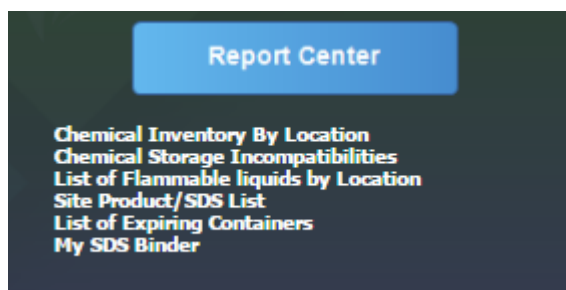 Report Center
Chemical Inventory By Location
Chemical Storage Incompatibilities
List of Flammable liquids by Location
Site Product/SDS List
List of Expiring Containers
My SDS Binder